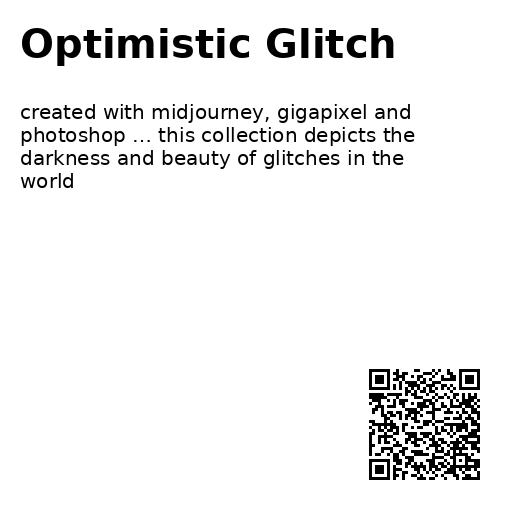 Optimistic Glitch
created with midjourney, gigapixel and
photoshop ... this collection depicts the
darkness and beauty of glitches in the
world